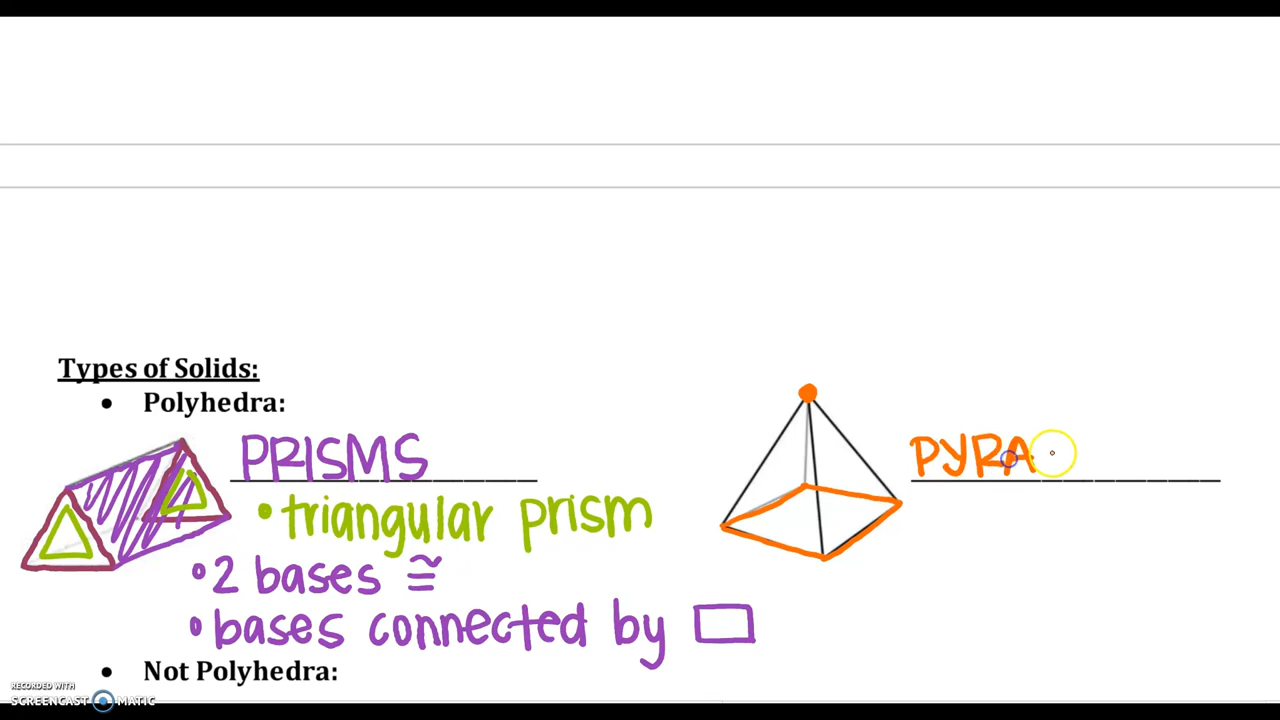 Types of Solids:
• Polyhedra:
PRISMS
• triangular prism
• 2 bases ≅
• bases connected by
PYRA
• Not Polyhedra:
RECORDED WITH
SCREENCAST MATIC